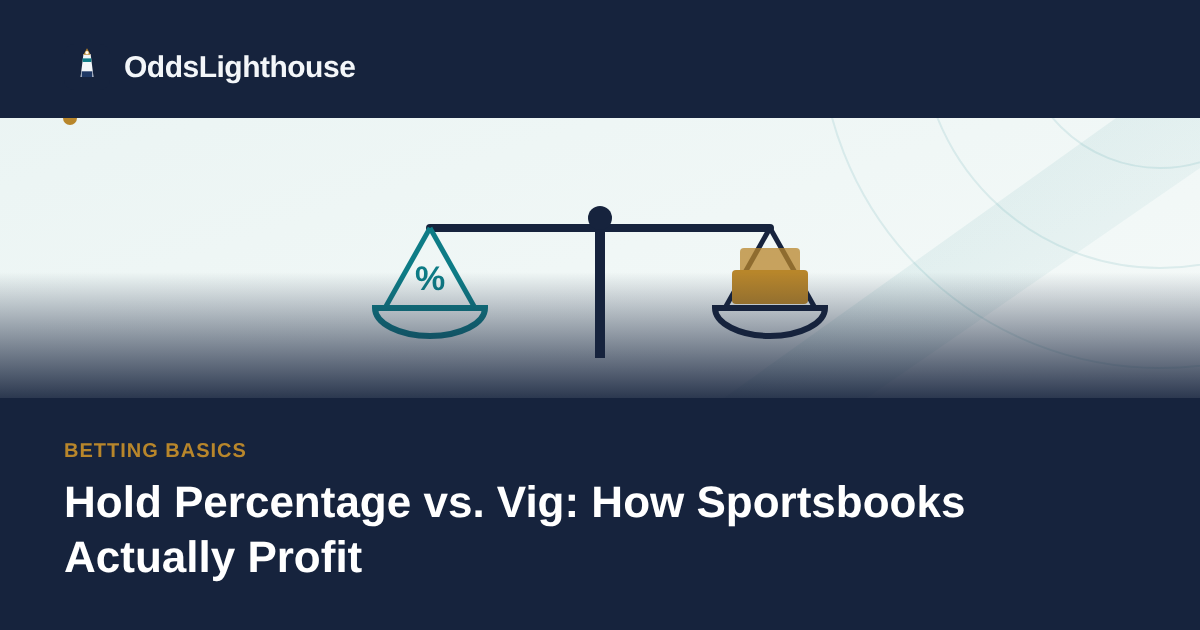 OddsLighthouse
%
BETTING BASICS
Hold Percentage vs. Vig: How Sportsbooks
Actually Profit